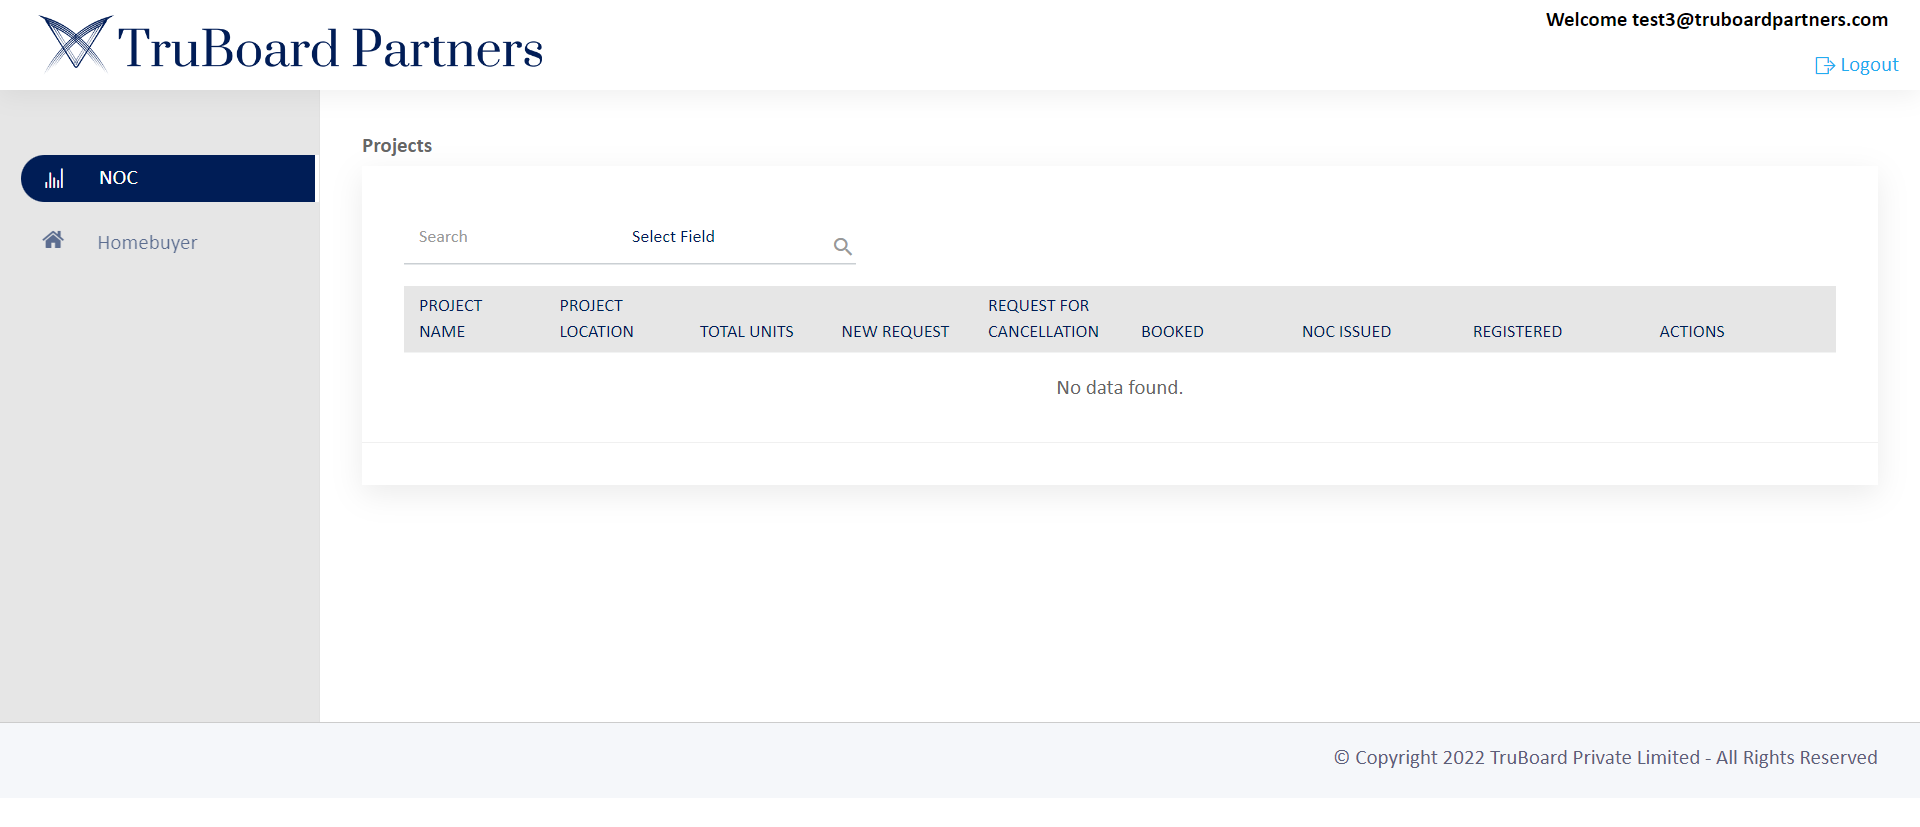 TruBoard Partners
Welcome test3@truboardpartners.com
Logout
NOC
Homebuyer
Projects
Search Select Field
PROJECT NAME PROJECT LOCATION TOTAL UNITS NEW REQUEST REQUEST FOR CANCELLATION BOOKED NOC ISSUED REGISTERED ACTIONS
No data found.
© Copyright 2022 TruBoard Private Limited - All Rights Reserved